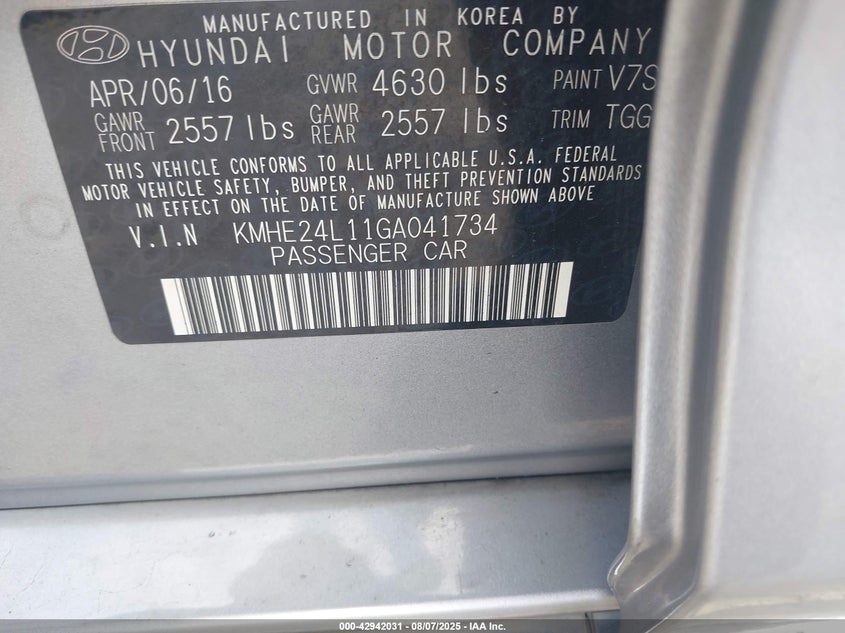 MANUFACTURED IN KOREA BY
HYUNDAI MOTOR COMPANY
APR/06/16 GVWR 4630 lbs PAINT V7S
GAWR FRONT 2557 lbs GAWR REAR 2557 lbs TRIM TGG
THIS VEHICLE CONFORMS TO ALL APPLICABLE U.S.A. FEDERAL
MOTOR VEHICLE SAFETY, BUMPER, AND THEFT PREVENTION STANDARDS
IN EFFECT ON THE DATE OF MANUFACTURE SHOWN ABOVE
V.I.N KMHE24L11GA041734
PASSENGER CAR
000-42942031 - 08/07/2025 - IAA Inc.